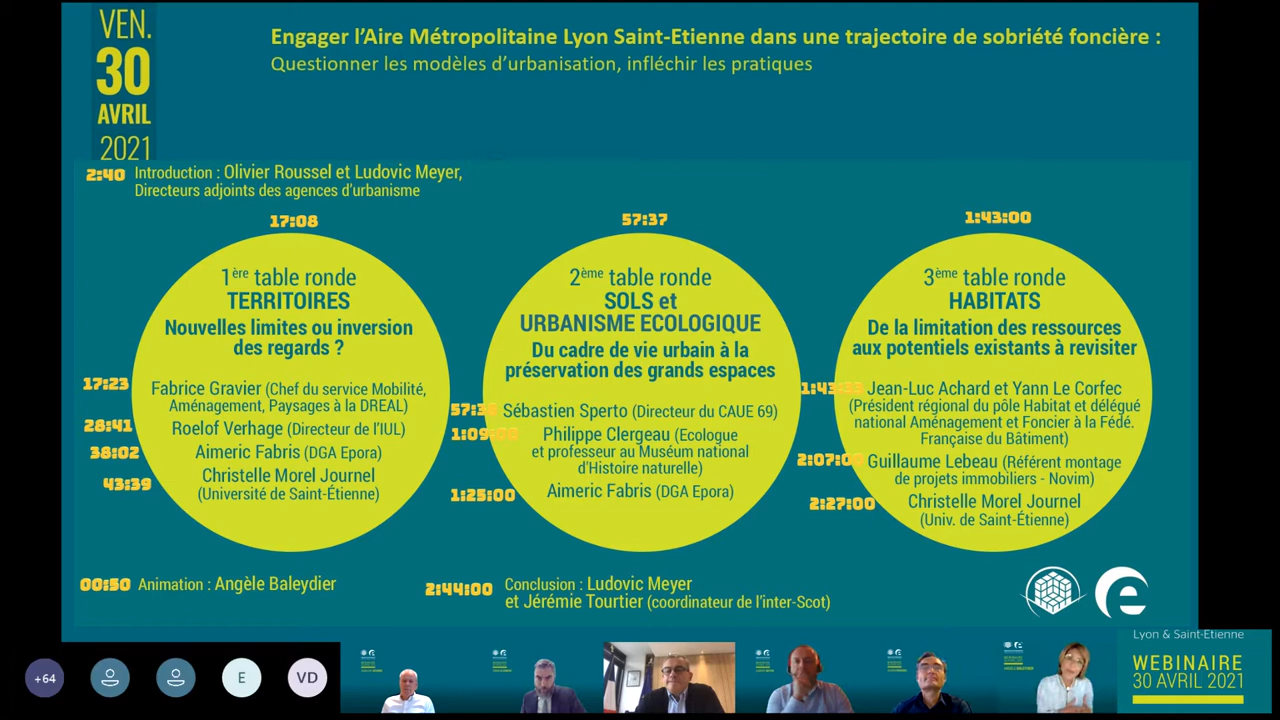 VEN.
30
AVRIL
2021
Engager l’Aire Métropolitaine Lyon Saint-Etienne dans une trajectoire de sobriété foncière :
Questionner les modèles d’urbanisation, infléchir les pratiques
2:40 Introduction : Olivier Roussel et Ludovic Meyer,
Directeurs adjoints des agences d’urbanisme
17:08
1ère table ronde
TERRITOIRES
Nouvelles limites ou inversion
des regards ?
17:23 Fabrice Gravier (Chef du service Mobilité,
Aménagement, Paysages à la DREAL)
28:41 Roelof Verhage (Directeur de l’IUL)
38:02 Aimeric Fabris (DGA Epora)
43:39 Christelle Morel Journel
(Université de Saint-Étienne)
57:37
2ème table ronde
SOLS et
URBANISME ECOLOGIQUE
Du cadre de vie urbain à la
préservation des grands espaces
Sébastien Sperto (Directeur du CAUE 69)
Philippe Clergeau (Ecologue
et professeur au Muséum national
d’Histoire naturelle)
1:25:00 Aimeric Fabris (DGA Epora)
1:43:00
3ème table ronde
HABITATS
De la limitation des ressources
aux potentiels existants à revisiter
Jean-Luc Achard et Yann Le Corfec
(Président régional du pôle Habitat et délégué
national Aménagement et Foncier à la Fédé.
Française du Bâtiment)
2:07:00 Guillaume Lebeau (Référent montage
de projets immobiliers - Novim)
2:27:00 Christelle Morel Journel
(Univ. de Saint-Étienne)
00:50 Animation : Angèle Baleydier
2:44:00 Conclusion : Ludovic Meyer
et Jérémie Tourtier (coordinateur de l’inter-Scot)
e
+64
E
VD
Lyon & Saint-Etienne
WEBINAIRE
30 AVRIL 2021